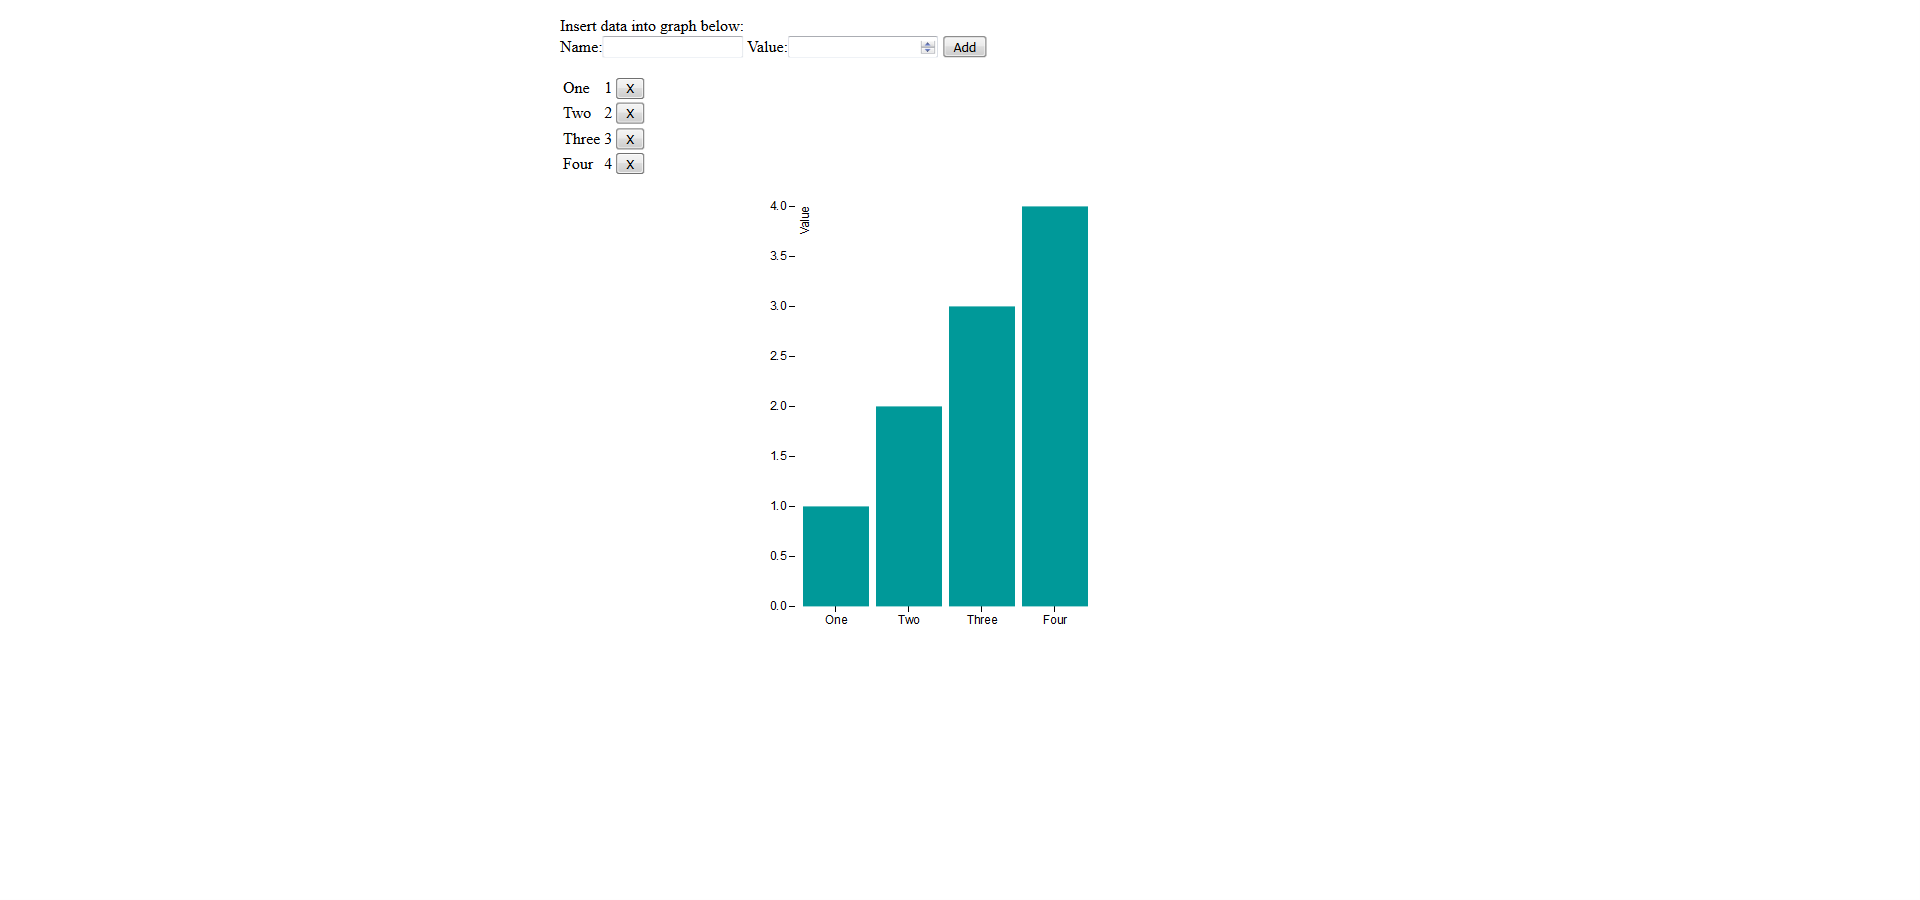 Insert data into graph below:
Name: Value: Add
One 1 X
Two 2 X
Three 3 X
Four 4 X
Value
4.0
3.5
3.0
2.5
2.0
1.5
1.0
0.5
0.0
One Two Three Four